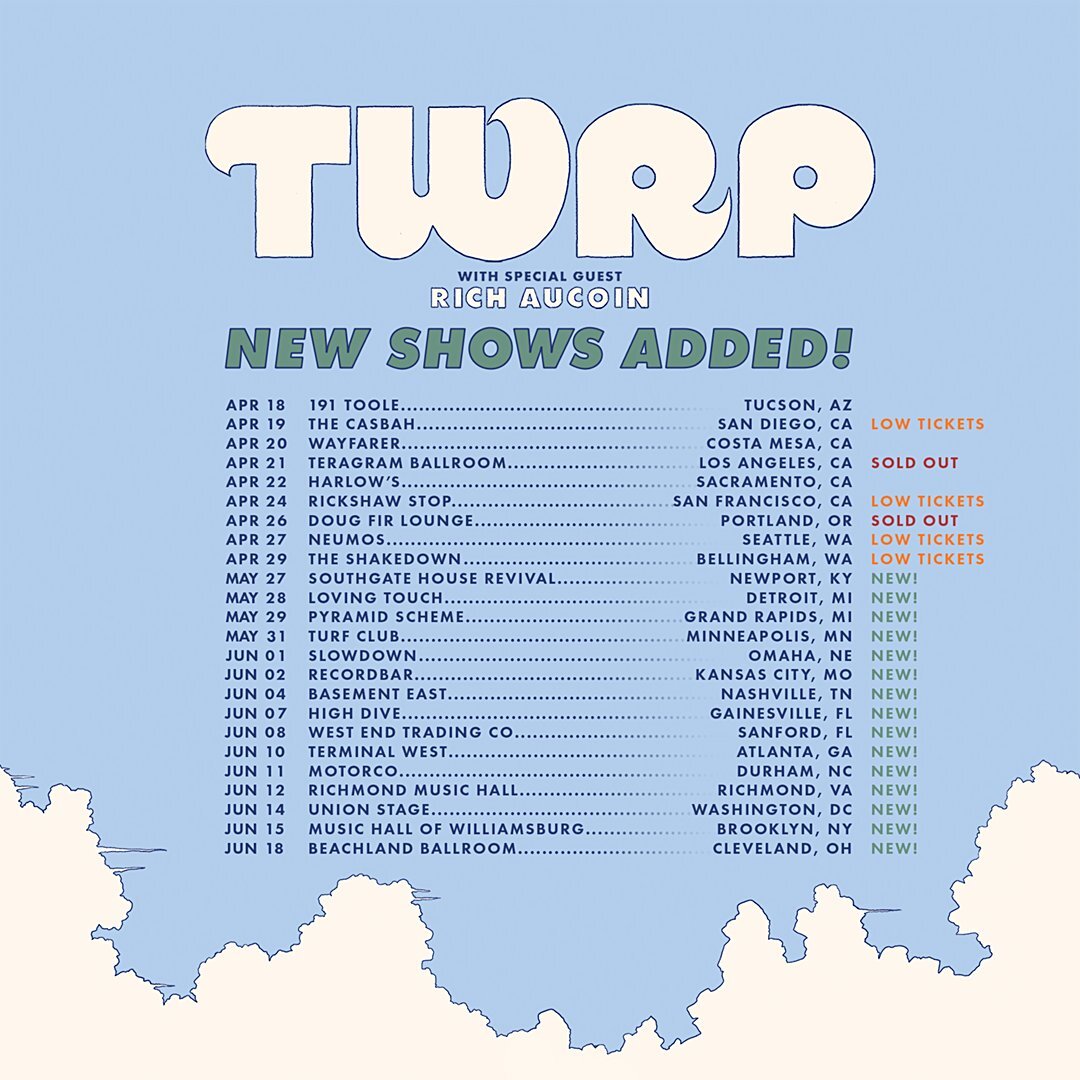 TWRP
WITH SPECIAL GUEST
RICH AUCOIN
NEW SHOWS ADDED!
APR 18 191 TOOLE........................................ TUCSON, AZ
APR 19 THE CASBAH........................................ SAN DIEGO, CA LOW TICKETS
APR 20 WAYFARER........................................ COSTA MESA, CA
APR 21 TERAGRAM BALLROOM........................................ LOS ANGELES, CA SOLD OUT
APR 22 HARLOW'S........................................ SACRAMENTO, CA
APR 24 RICKSHAW STOP........................................ SAN FRANCISCO, CA LOW TICKETS
APR 26 DOUG FIR LOUNGE........................................ PORTLAND, OR SOLD OUT
APR 27 NEUMOS........................................ SEATTLE, WA LOW TICKETS
APR 29 THE SHAKEDOWN........................................ BELLINGHAM, WA LOW TICKETS
MAY 27 SOUTHGATE HOUSE REVIVAL........................................ NEWPORT, KY NEW!
MAY 28 LOVING TOUCH........................................ DETROIT, MI NEW!
MAY 29 PYRAMID SCHEME........................................ GRAND RAPIDS, MI NEW!
MAY 31 TURF CLUB........................................ MINNEAPOLIS, MN NEW!
JUN 01 SLOWDOWN........................................ OMAHA, NE NEW!
JUN 02 RECORDBAR........................................ KANSAS CITY, MO NEW!
JUN 04 BASEMENT EAST........................................ NASHVILLE, TN NEW!
JUN 07 HIGH DIVE........................................ GAINESVILLE, FL NEW!
JUN 08 WEST END TRADING CO........................................ SANFORD, FL NEW!
JUN 10 TERMINAL WEST........................................ ATLANTA, GA NEW!
JUN 11 MOTORCO........................................ DURHAM, NC NEW!
JUN 12 RICHMOND MUSIC HALL........................................ RICHMOND, VA NEW!
JUN 14 UNION STAGE........................................ WASHINGTON, DC NEW!
JUN 15 MUSIC HALL OF WILLIAMSBURG........................................ BROOKLYN, NY NEW!
JUN 18 BEACHLAND BALLROOM........................................ CLEVELAND, OH NEW!